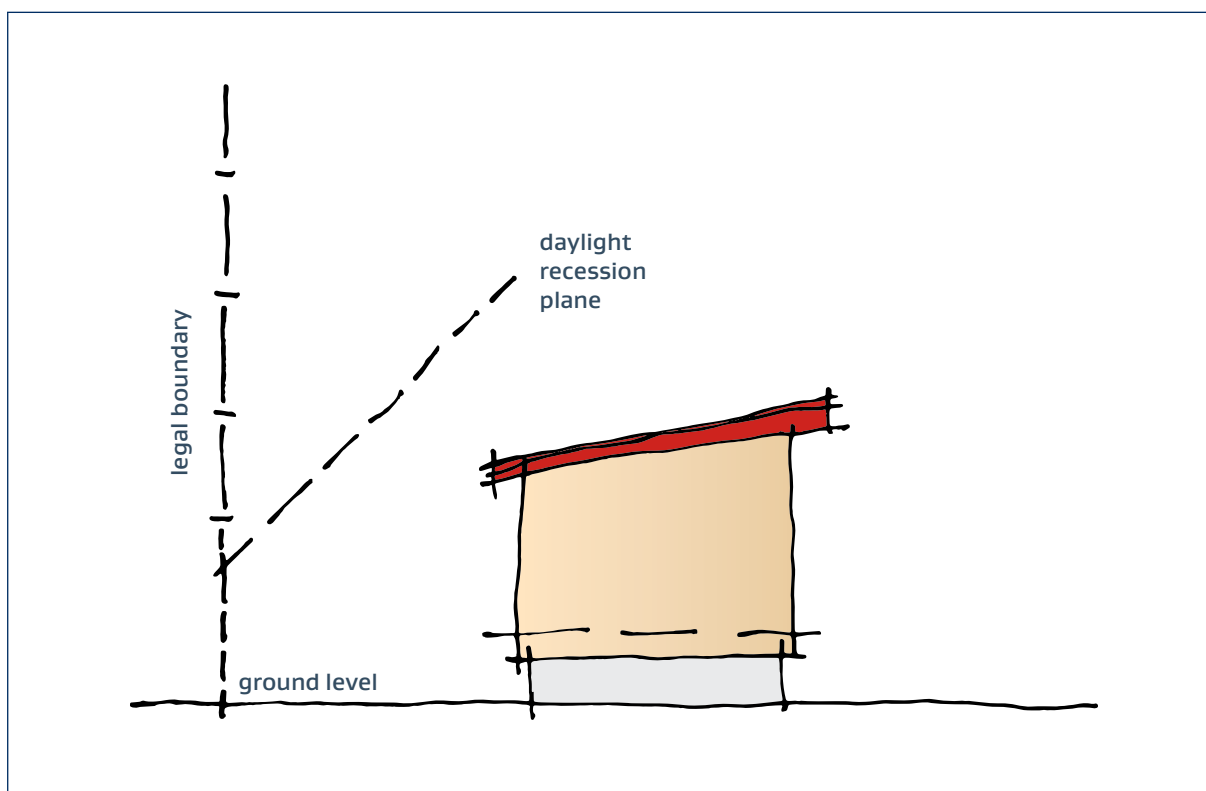 daylight
recession
plane
legal boundary
ground level